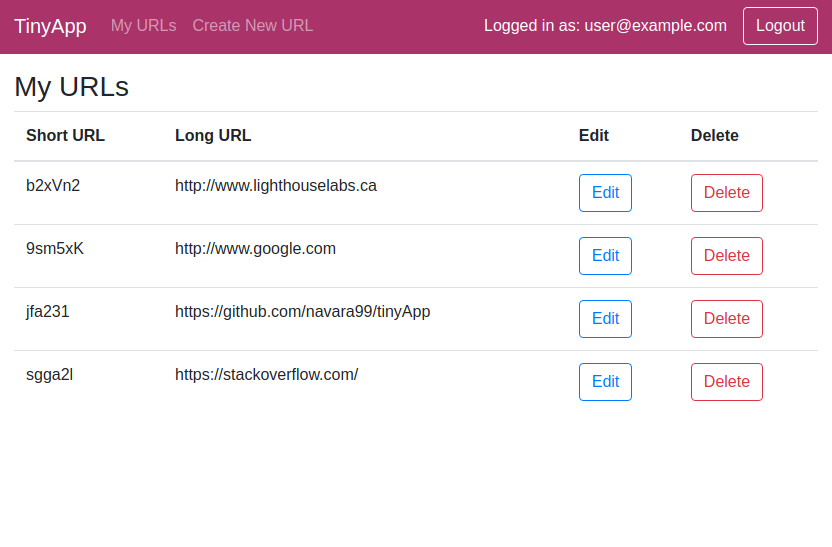 TinyApp My URLs Create New URL Logged in as: user@example.com Logout
My URLs
Short URL Long URL Edit Delete
b2xVn2 http://www.lighthouselabs.ca Edit Delete
9sm5xK http://www.google.com Edit Delete
jfa231 https://github.com/navara99/tinyApp Edit Delete
sgga2l https://stackoverflow.com/ Edit Delete